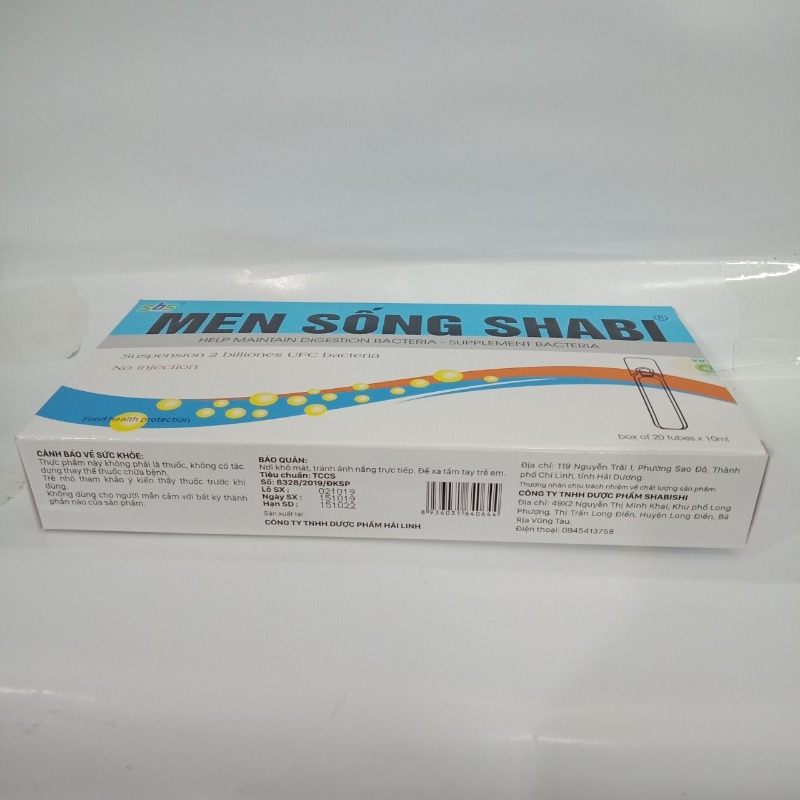 sbs
MEN SỐNG SHABI®
HELP MAINTAIN DIGESTION BACTERIA - SUPPLEMENT BACTERIA
Suspension 2 billiones UFC bacteria
No injection
Food health protection
box of 20 tubes x 10ml
CẢNH BÁO VỀ SỨC KHỎE:
Thực phẩm này không phải là thuốc, không có tác
dụng thay thế thuốc chữa bệnh.
Trẻ nhỏ tham khảo ý kiến thầy thuốc trước khi
dùng.
Không dùng cho người mẫn cảm với bất kỳ thành
phần nào của sản phẩm.
BẢO QUẢN:
Nơi khô mát, tránh ánh nắng trực tiếp. Để xa tầm tay trẻ em.
Tiêu chuẩn: TCCS
Số: 8328/2019/ĐKSP
Lô SX : 021019
Ngày SX : 151019
Hạn SD : 151022
Sản xuất tại:
CÔNG TY TNHH DƯỢC PHẨM HẢI LINH
8 936031 640644
Địa chỉ: 119 Nguyễn Trãi I, Phường Sao Đỏ, Thành
phố Chí Linh, tỉnh Hải Dương.
Thương nhân chịu trách nhiệm về chất lượng sản phẩm:
CÔNG TY TNHH DƯỢC PHẨM SHABISHI
Địa chỉ: 49X2 Nguyễn Thị Minh Khai, Khu phố Long
Phượng, Thị Trấn Long Điền, Huyện Long Điền, Bà
Rịa Vũng Tàu.
Điện thoại: 0945413758